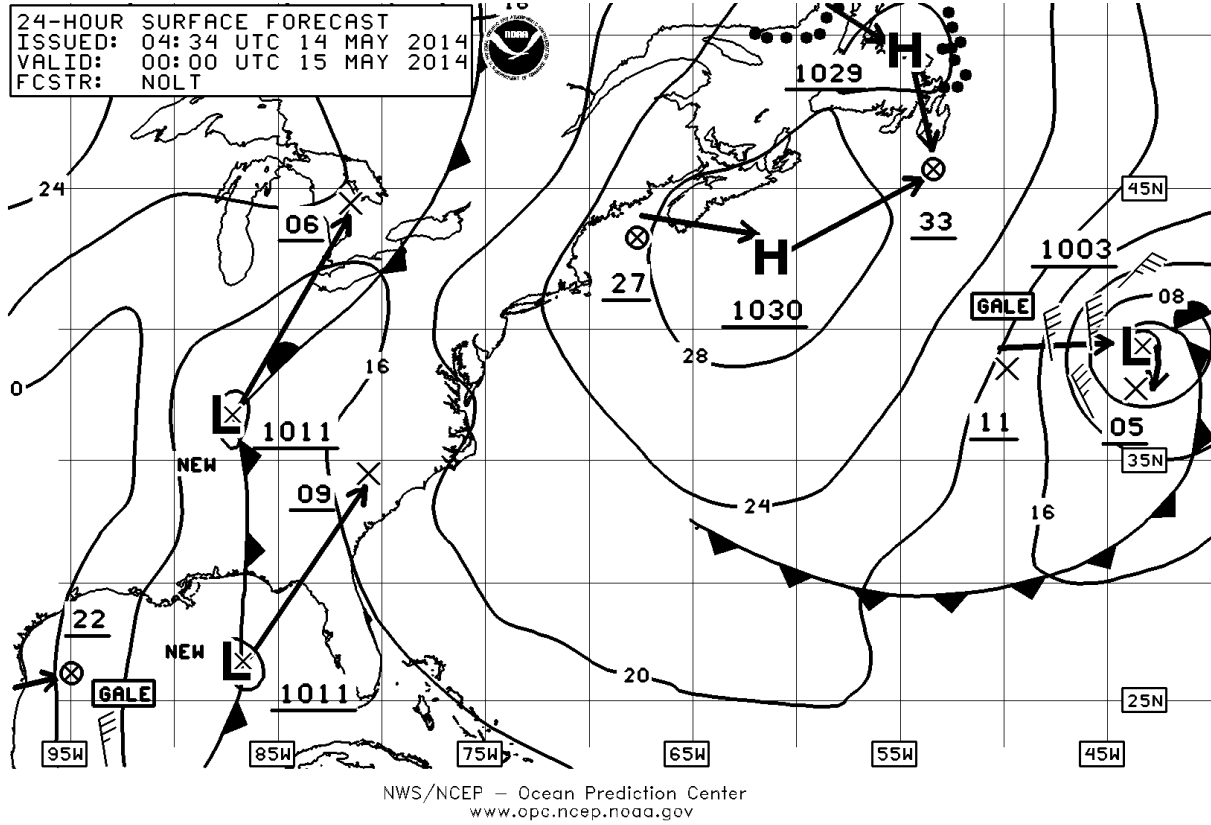 24-HOUR SURFACE FORECAST
ISSUED: 04:34 UTC 14 MAY 2014
VALID: 00:00 UTC 15 MAY 2014
FCSTR: NOLT
NOAA
H
1029
24
45N
06
33
1003
27
H
1030
GALE
08
L
28
16
0
L
1011
11
05
NEW
35N
09
24
16
22
NEW
L
20
GALE
1011
25N
95W
85W
75W
65W
55W
45W
NWS/NCEP – Ocean Prediction Center
www.opc.ncep.noaa.gov